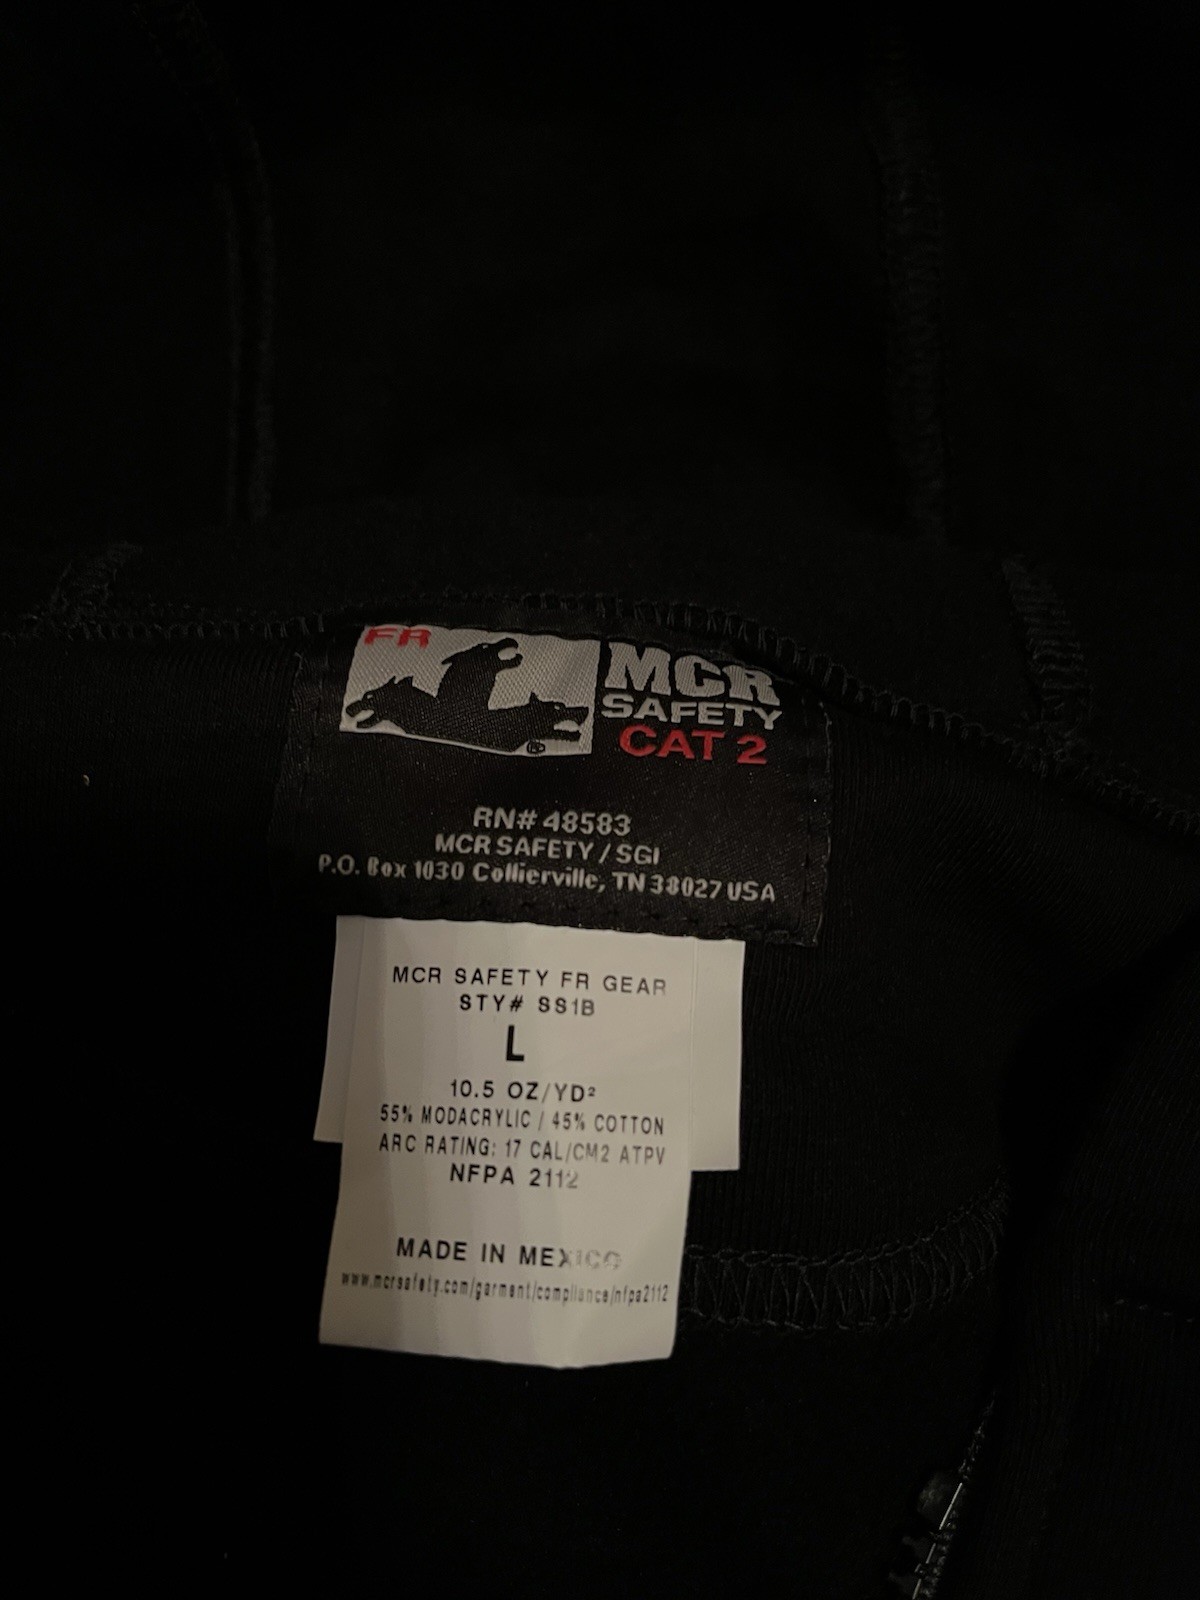 FR
MCR
SAFETY
CAT 2
®
RN# 48583
MCR SAFETY / SGI
P.O. Box 1030 Collierville, TN 38027 USA
MCR SAFETY FR GEAR
STY# SS1B
L
10.5 OZ/YD²
55% MODACRYLIC / 45% COTTON
ARC RATING: 17 CAL/CM2 ATPV
NFPA 2112
MADE IN MEXICO
www.mcrsafety.com/garment/compliance/nfpa2112